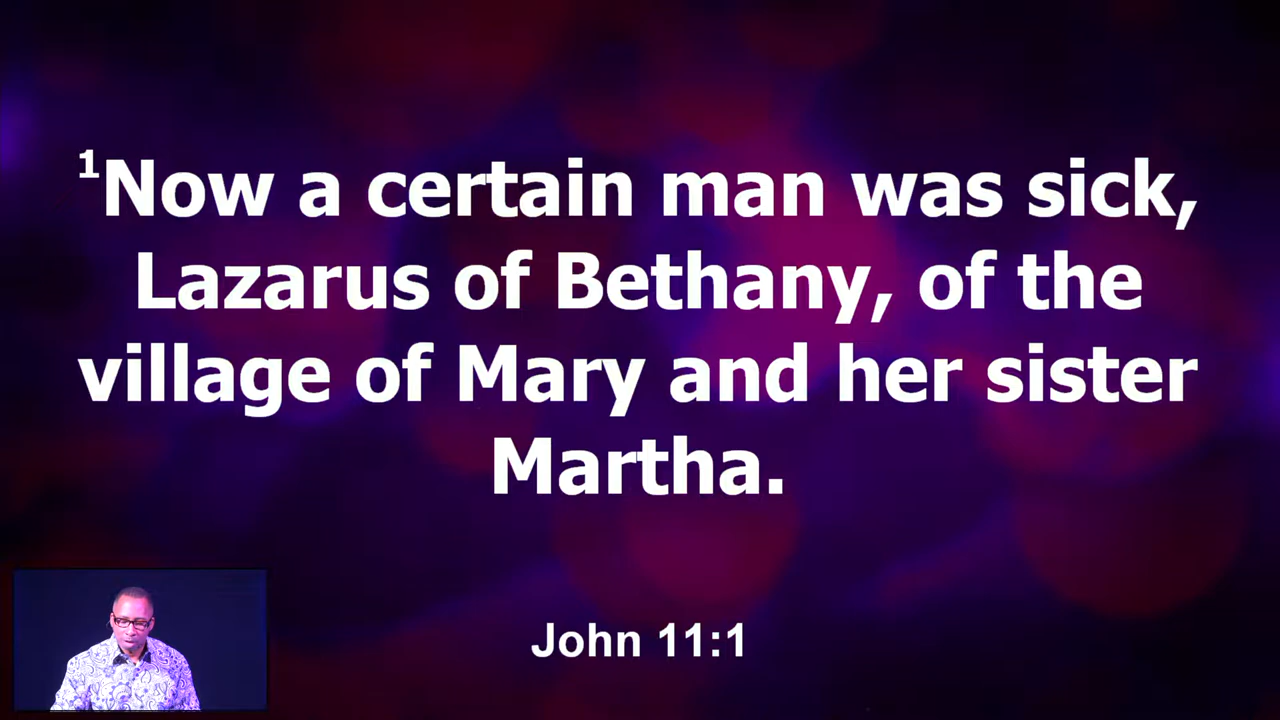 ¹Now a certain man was sick,
Lazarus of Bethany, of the
village of Mary and her sister
Martha.
John 11:1